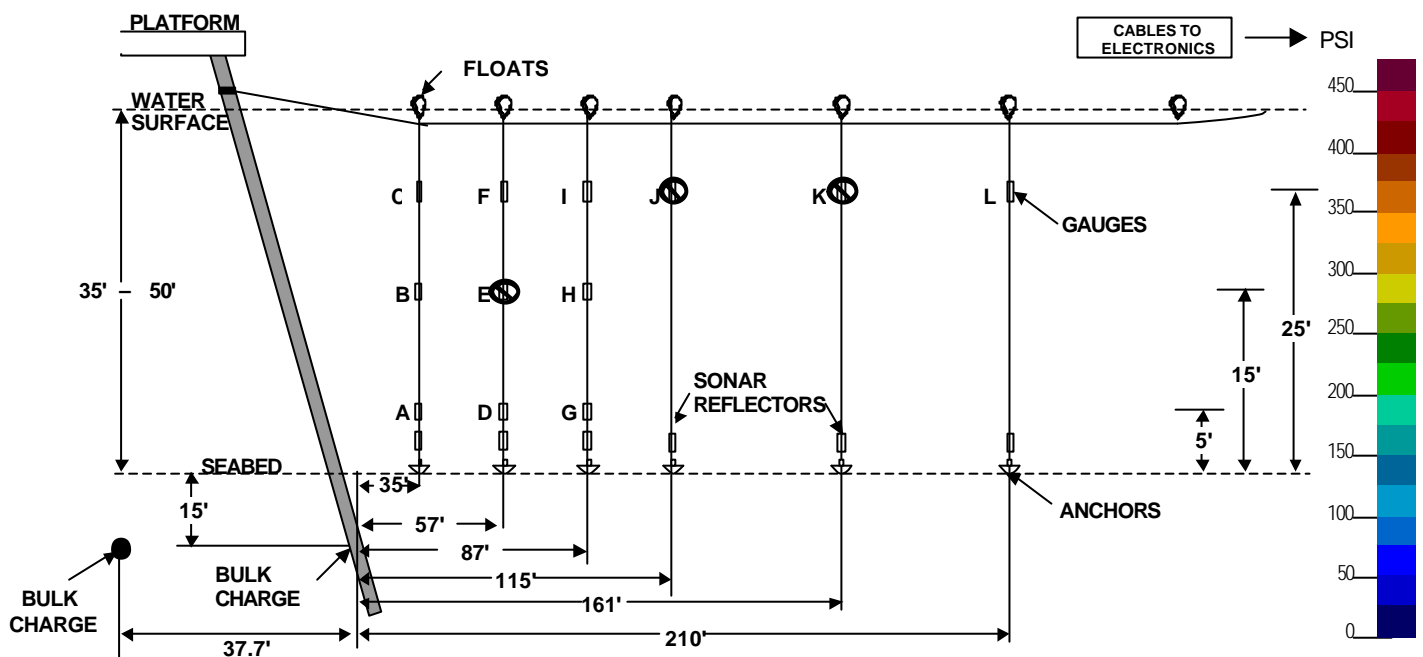 PLATFORM
CABLES TO
ELECTRONICS
PSI
FLOATS
WATER
SURFACE
450
400
350
300
250
200
150
100
50
0
C
F
I
J
K
L
GAUGES
35' – 50'
B
E
H
25'
15'
SONAR
REFLECTORS
A
D
G
5'
SEABED
35'
15'
ANCHORS
57'
87'
BULK
CHARGE
115'
BULK
CHARGE
161'
37.7'
210'